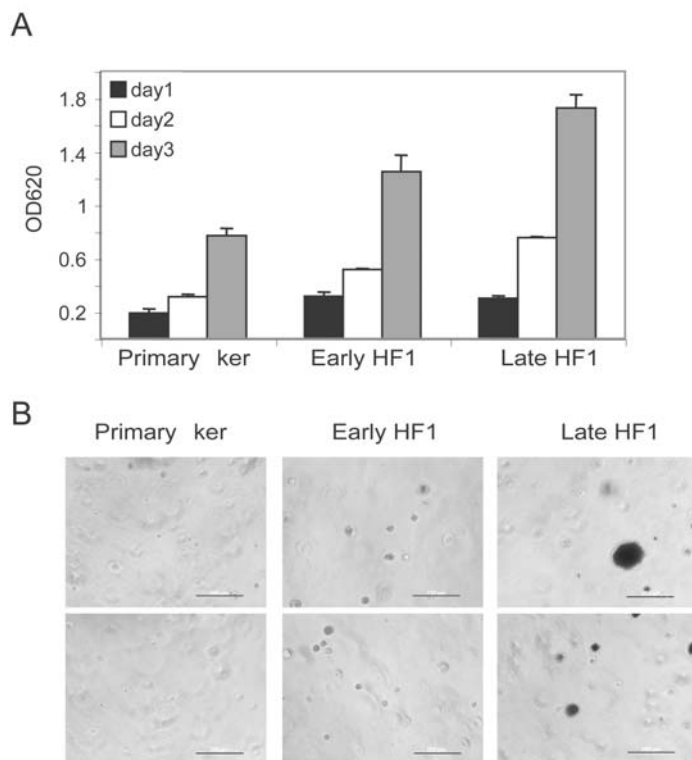 A
day1
day2
day3
1.8
1.4
1
0.6
0.2
OD620
Primary ker Early HF1 Late HF1
B
Primary ker Early HF1 Late HF1